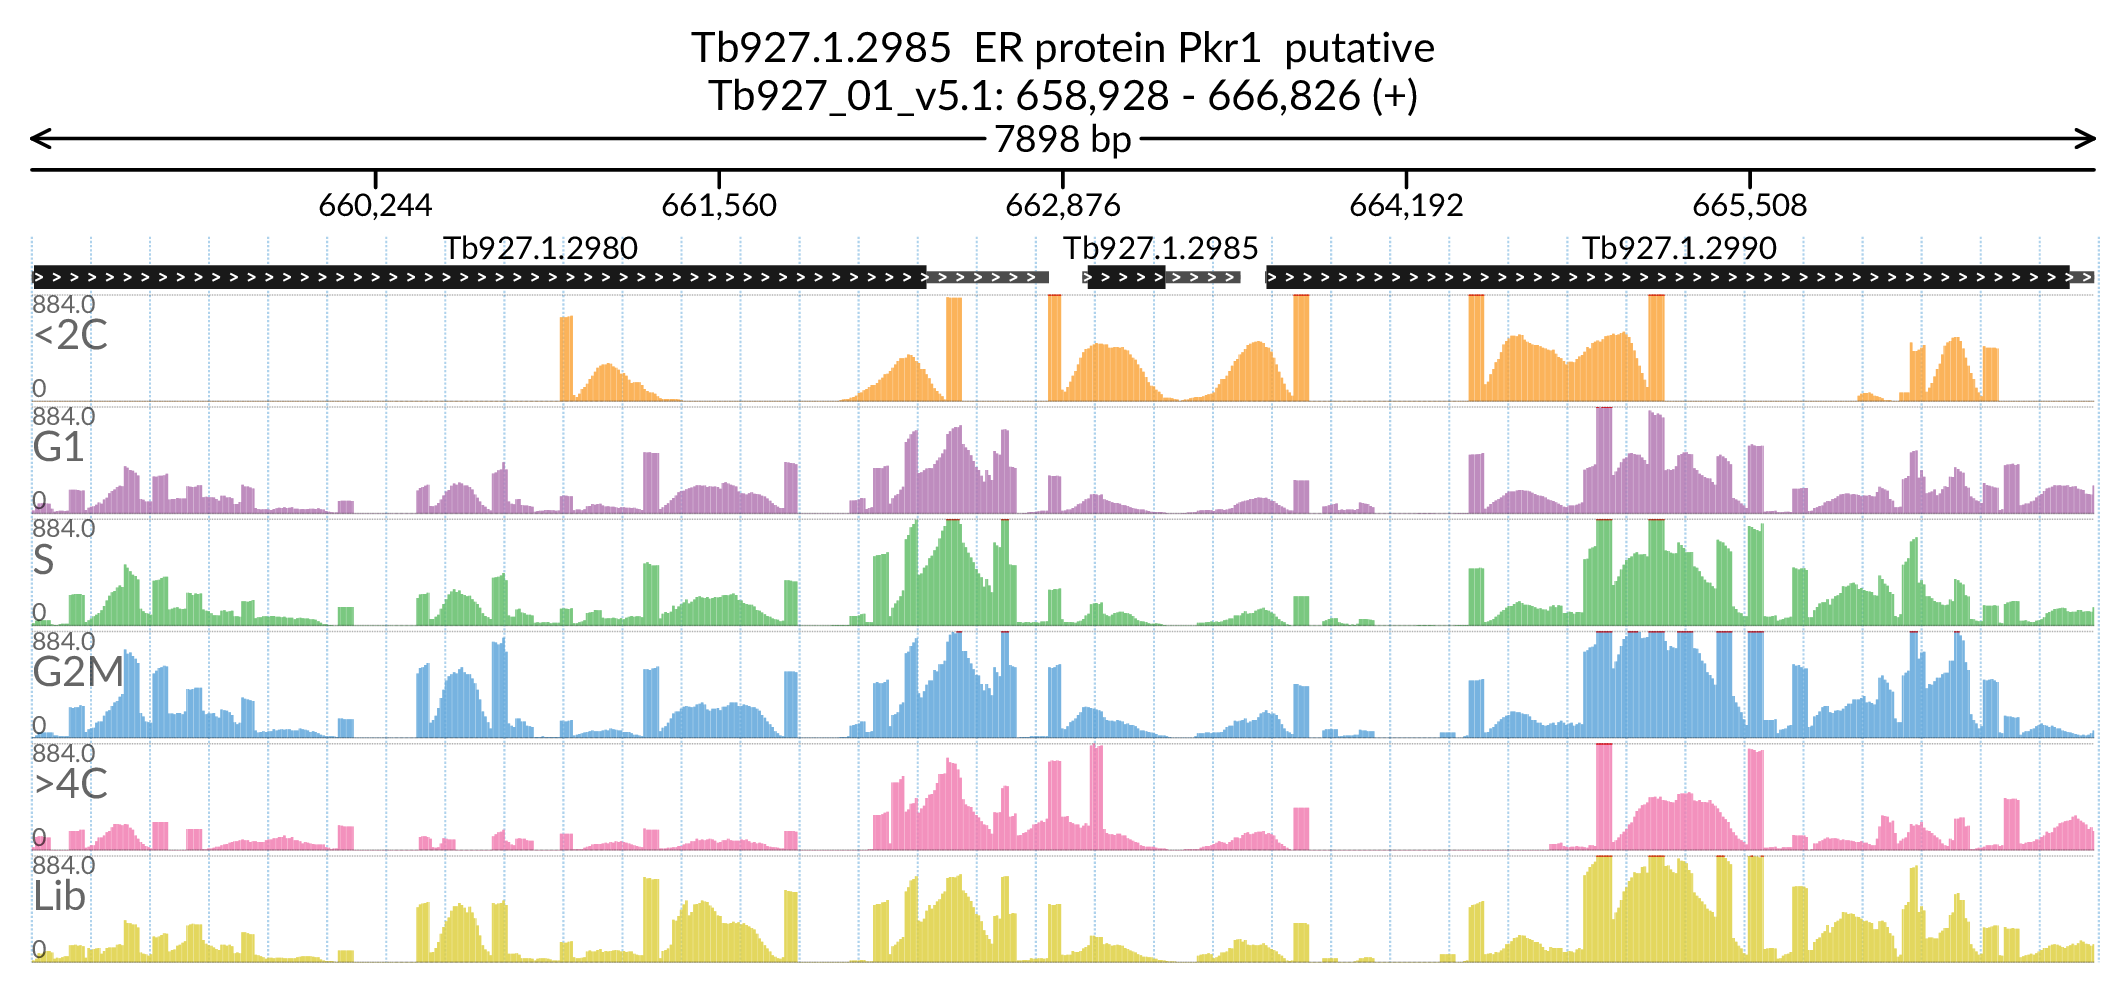 Tb927.1.2985 ER protein Pkr1 putative
Tb927_01_v5.1: 658,928 - 666,826 (+)
7898 bp
660,244 661,560 662,876 664,192 665,508
Tb927.1.2980 Tb927.1.2985 Tb927.1.2990
884.0
<2C
0
884.0
G1
0
884.0
S
0
884.0
G2M
0
884.0
>4C
0
884.0
Lib
0